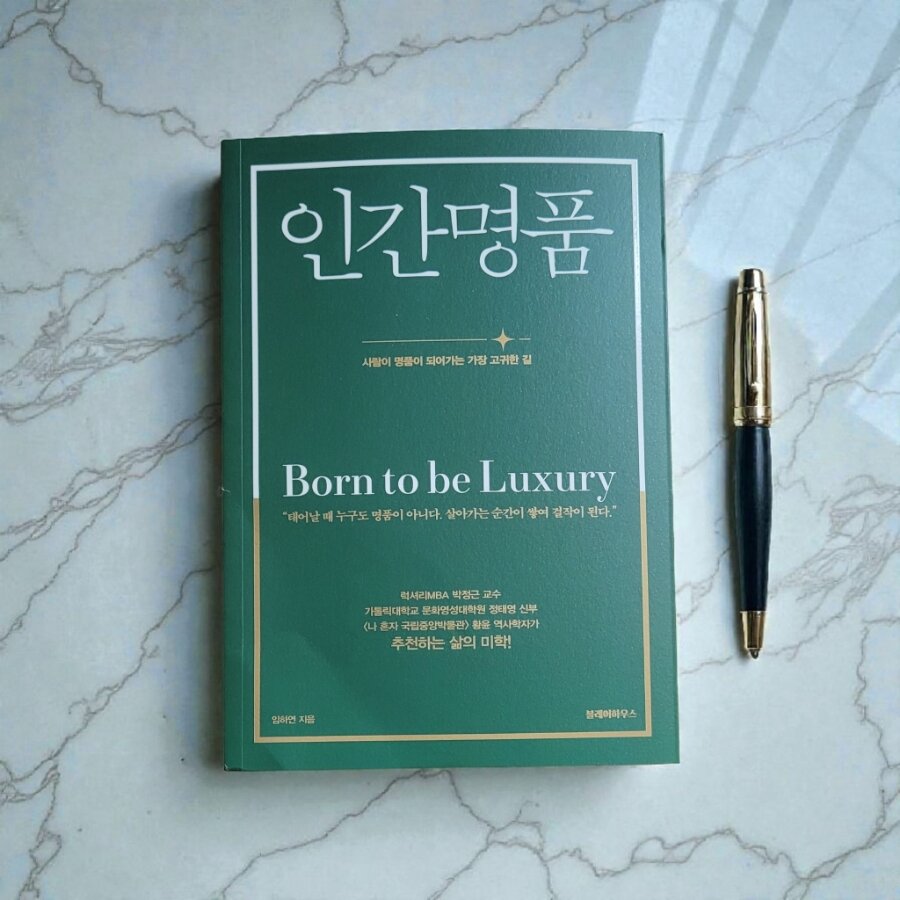 인간명품
사람이 명품이 되어가는 가장 고귀한 길
Born to be Luxury
“태어날 때 누구도 명품이 아니다. 살아가는 순간이 쌓여 걸작이 된다.”
럭셔리MBA 박정근 교수
가톨릭대학교 문화영성대학원 정태영 신부
〈나 혼자 국립중앙박물관〉 황윤 역사학자가
추천하는 삶의 미학!
임하연 지음
블레어하우스